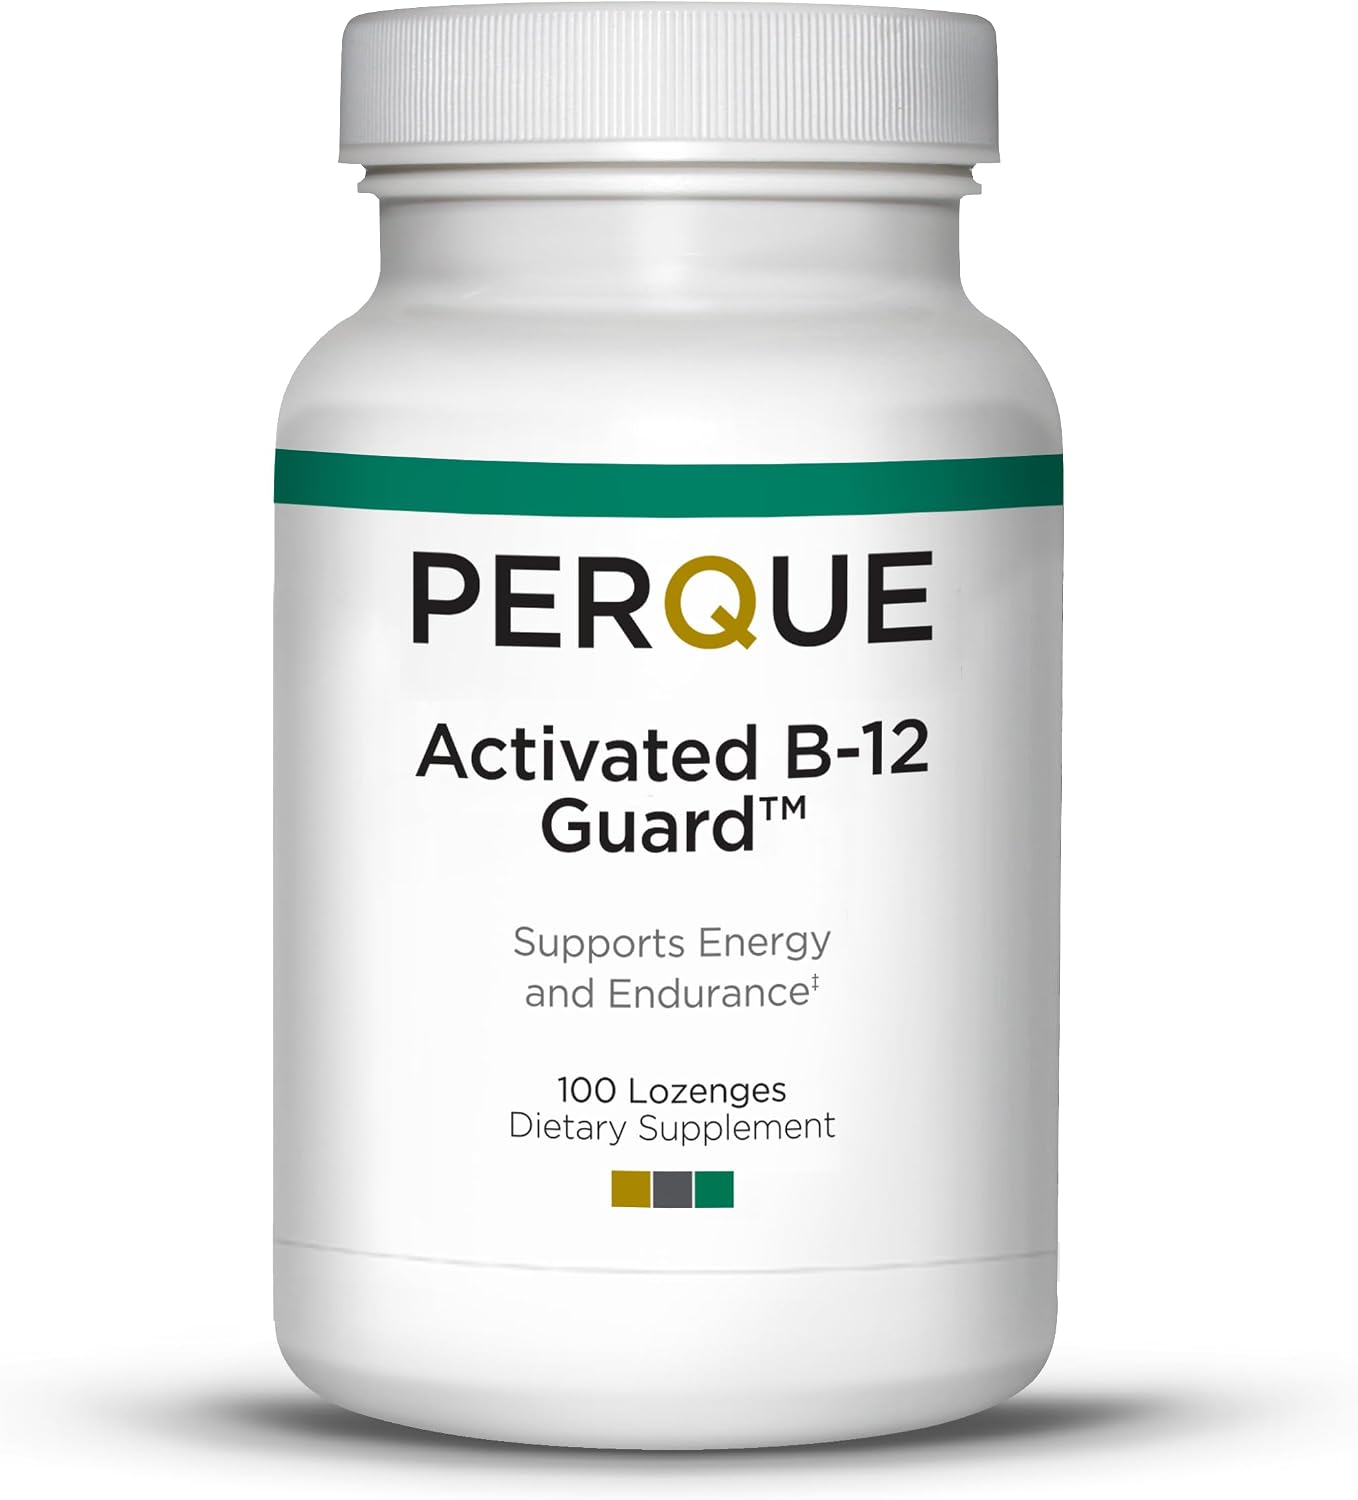 PERQUE
Activated B-12
Guard™
Supports Energy
and Endurance‡
100 Lozenges
Dietary Supplement